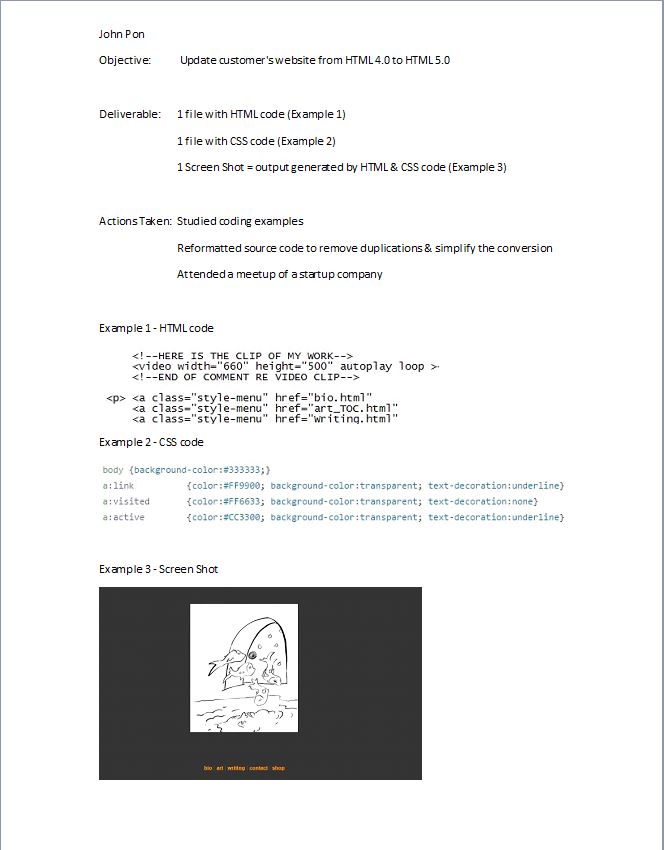 John Pon
Objective: Update customer's website from HTML 4.0 to HTML 5.0
Deliverable: 1 file with HTML code (Example 1)
1 file with CSS code (Example 2)
1 Screen Shot = output generated by HTML & CSS code (Example 3)
Actions Taken: Studied coding examples
Reformatted source code to remove duplications & simplify the conversion
Attended a meetup of a startup company
Example 1 - HTML code
<!--HERE IS THE CLIP OF MY WORK-->
<video width="660" height="500" autoplay loop >
<!--END OF COMMENT RE VIDEO CLIP-->
<p> <a class="style-menu" href="bio.html"
<a class="style-menu" href="art_TOC.html"
<a class="style-menu" href="writing.html"
Example 2 - CSS code
body {background-color:#333333;}
a:link {color:#FF9900; background-color:transparent; text-decoration:underline}
a:visited {color:#FF6633; background-color:transparent; text-decoration:none}
a:active {color:#CC3300; background-color:transparent; text-decoration:underline}
Example 3 - Screen Shot
bio | art | writing | contact | shop